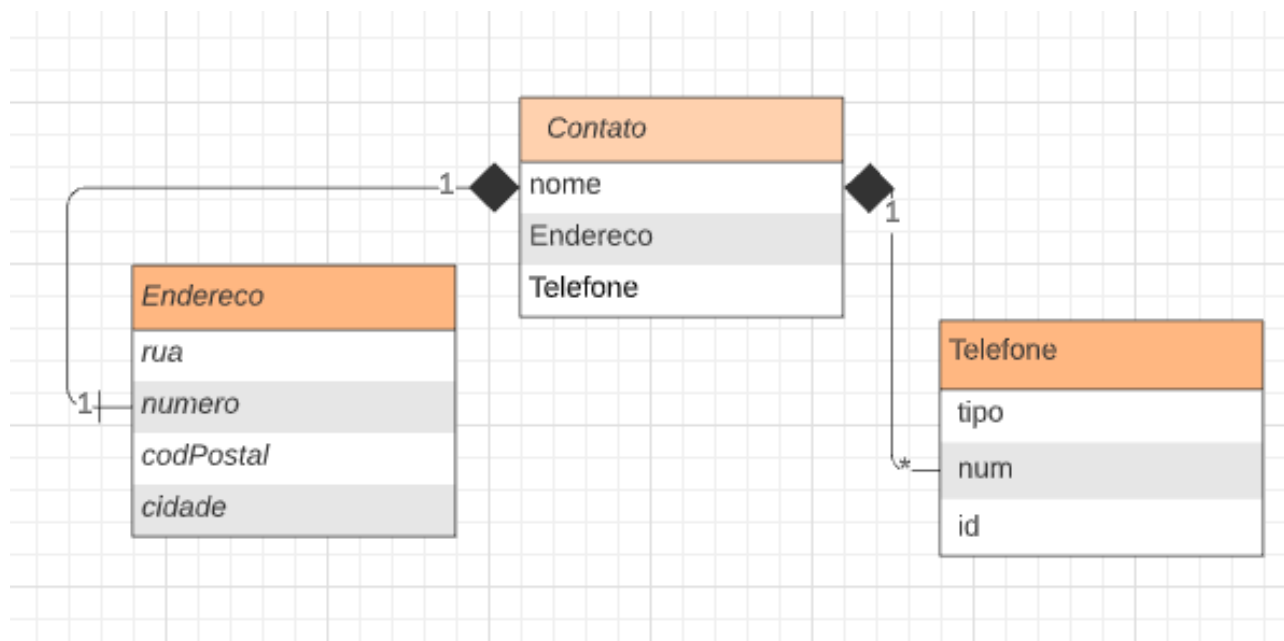 Contato
nome
Endereco
Telefone
1
1
Endereco
rua
numero
codPostal
cidade
1
Telefone
tipo
num
id
*